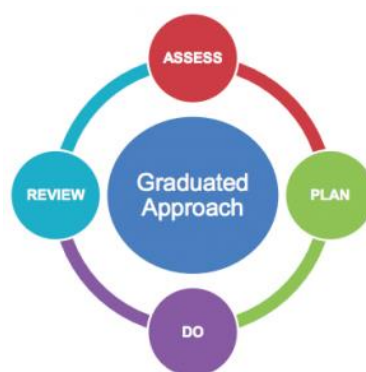 ASSESS
REVIEW
Graduated
Approach
PLAN
DO